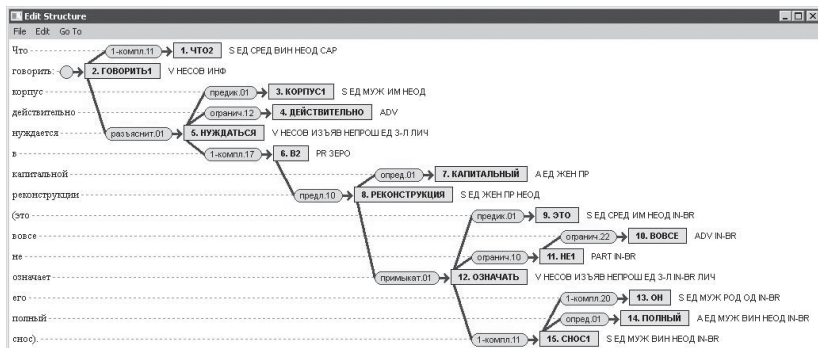 Edit Structure
File Edit Go To
Что 1-компл.11 1. ЧТО2 S ЕД СРЕД ВИН НЕОД CAP
говорить: 2. ГОВОРИТЬ1 V НЕСОВ ИНФ
корпус предик.01 3. КОРПУС1 S ЕД МУЖ ИМ НЕОД
действительно огранич.12 4. ДЕЙСТВИТЕЛЬНО ADV
нуждается разъяснит.01 5. НУЖДАТЬСЯ V НЕСОВ ИЗЪЯВ НЕПРОШ ЕД 3-Л ЛИЧ
в 1-компл.17 6. В2 PR ЗЕРО
капитальной опред.01 7. КАПИТАЛЬНЫЙ A ЕД ЖЕН ПР
реконструкции предл.10 8. РЕКОНСТРУКЦИЯ S ЕД ЖЕН ПР НЕОД
(это предик.01 9. ЭТО S ЕД СРЕД ИМ НЕОД IN-BR
вовсе огранич.22 10. ВОВСЕ ADV IN-BR
не огранич.10 11. НЕ1 PART IN-BR
означает примыкат.01 12. ОЗНАЧАТЬ V НЕСОВ ИЗЪЯВ НЕПРОШ ЕД 3-Л IN-BR ЛИЧ
его 1-компл.20 13. ОН S ЕД МУЖ РОД ОД IN-BR
полный опред.01 14. ПОЛНЫЙ A ЕД МУЖ ВИН НЕОД IN-BR
снос). 1-компл.11 15. СНОС1 S ЕД МУЖ ВИН НЕОД IN-BR